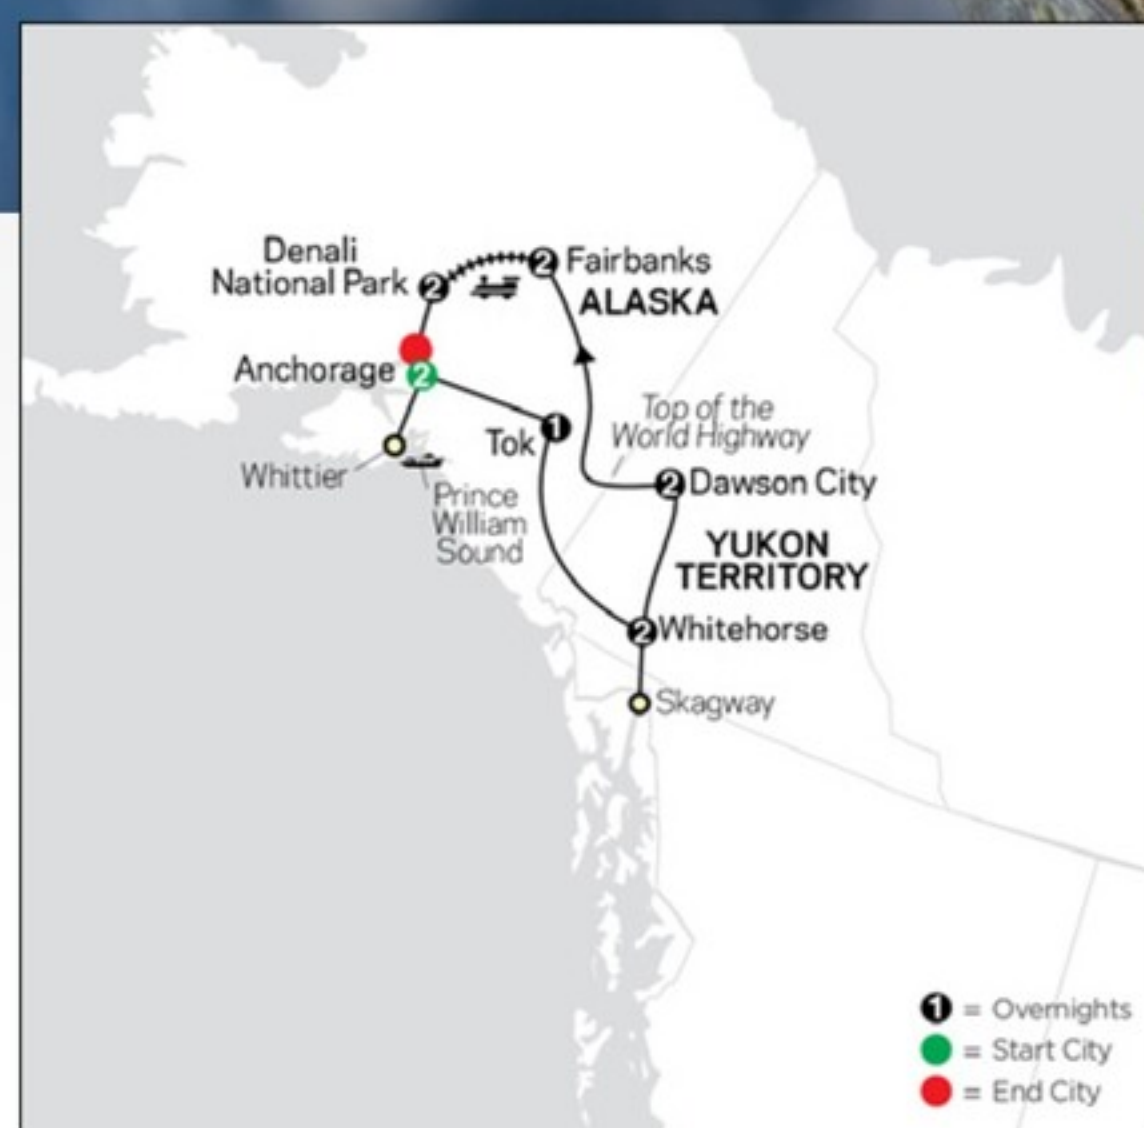 Denali
National Park
2
2
Fairbanks
ALASKA
Anchorage
2
Top of the
World Highway
Tok
1
Whittier
2
Dawson City
Prince
William
Sound
YUKON
TERRITORY
2
Whitehorse
Skagway
1 = Overnights
= Start City
= End City